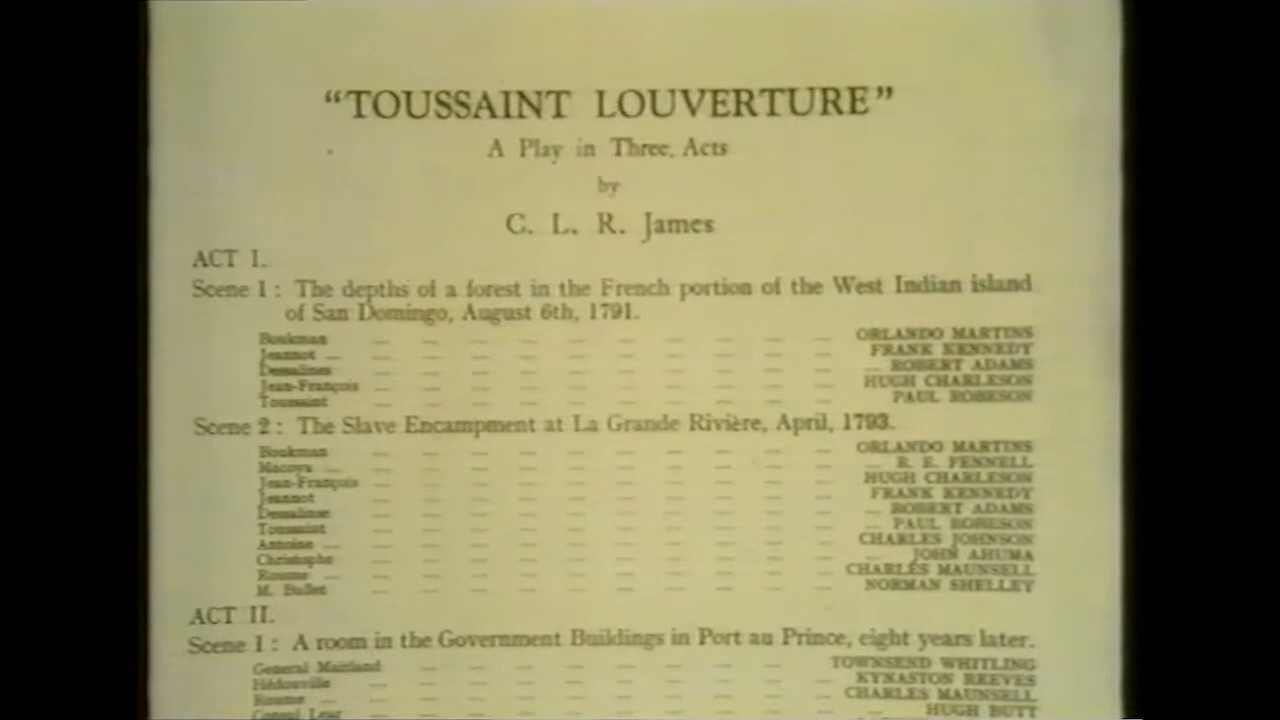 "TOUSSAINT LOUVERTURE"
A Play in Three Acts
by
C. L. R. James
ACT I.
Scene 1 : The depths of a forest in the French portion of the West Indian island
of San Domingo, August 6th, 1791.
Boukman — — — — — — — — — — ORLANDO MARTINS
Jeannot — — — — — — — — — — — FRANK KENNEDY
Dessalines — — — — — — — — — — — ROBERT ADAMS
Jean-François — — — — — — — — — — HUGH CHARLESON
Toussaint — — — — — — — — — — PAUL ROBESON
Scene 2 : The Slave Encampment at La Grande Rivière, April, 1793.
Boukman — — — — — — — — — — ORLANDO MARTINS
Macoya — — — — — — — — — — — — R. E. FENNELL
Jean-François — — — — — — — — — — HUGH CHARLESON
Jeannot — — — — — — — — — — FRANK KENNEDY
Dessalines — — — — — — — — — — — ROBERT ADAMS
Toussaint — — — — — — — — — — — PAUL ROBESON
Antoine — — — — — — — — — — — CHARLES JOHNSON
Christophe — — — — — — — — — — — JOHN AHUMA
Roume — — — — — — — — — — — CHARLES MAUNSELL
M. Bullet — — — — — — — — — — NORMAN SHELLEY
ACT II.
Scene 1 : A room in the Government Buildings in Port au Prince, eight years later.
General Maitland — — — — — — — — TOWNSEND WHITLING
Hédouville — — — — — — — — — KYNASTON REEVES
Roume — — — — — — — — — — CHARLES MAUNSELL
Consul Lear — — — — — — — — — — HUGH BUTT